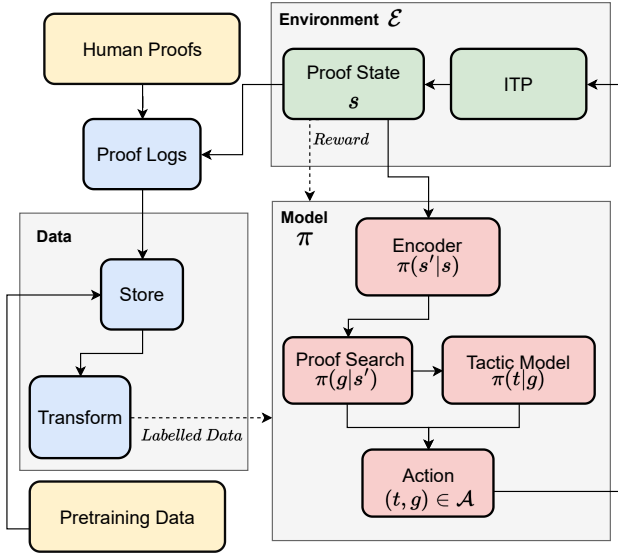 Human Proofs
Environment ℰ
Proof State
s
ITP
Proof Logs
Reward
Data
Model
π
Encoder
π(s′|s)
Store
Proof Search
π(g|s′)
Tactic Model
π(t|g)
Transform
Labelled Data
Action
(t, g) ∈ 𝒜
Pretraining Data